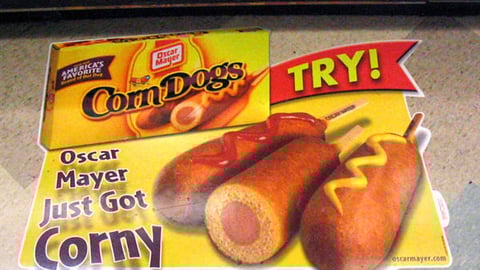 AMERICA'S
FAVORITE
Oscar
Mayer
Corn Dogs
TRY!
Oscar
Mayer
Just Got
Corny
oscarmayer.com